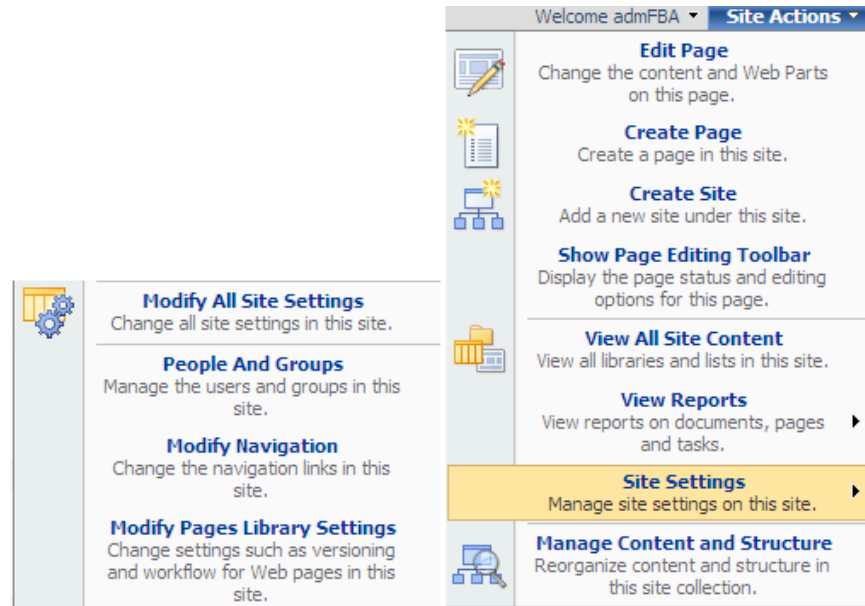 Welcome admFBA
Site Actions
Edit Page
Change the content and Web Parts
on this page.
Create Page
Create a page in this site.
Create Site
Add a new site under this site.
Show Page Editing Toolbar
Display the page status and editing
options for this page.
View All Site Content
View all libraries and lists in this site.
View Reports
View reports on documents, pages
and tasks.
Site Settings
Manage site settings on this site.
Manage Content and Structure
Reorganize content and structure in
this site collection.
Modify All Site Settings
Change all site settings in this site.
People And Groups
Manage the users and groups in this
site.
Modify Navigation
Change the navigation links in this
site.
Modify Pages Library Settings
Change settings such as versioning
and workflow for Web pages in this
site.